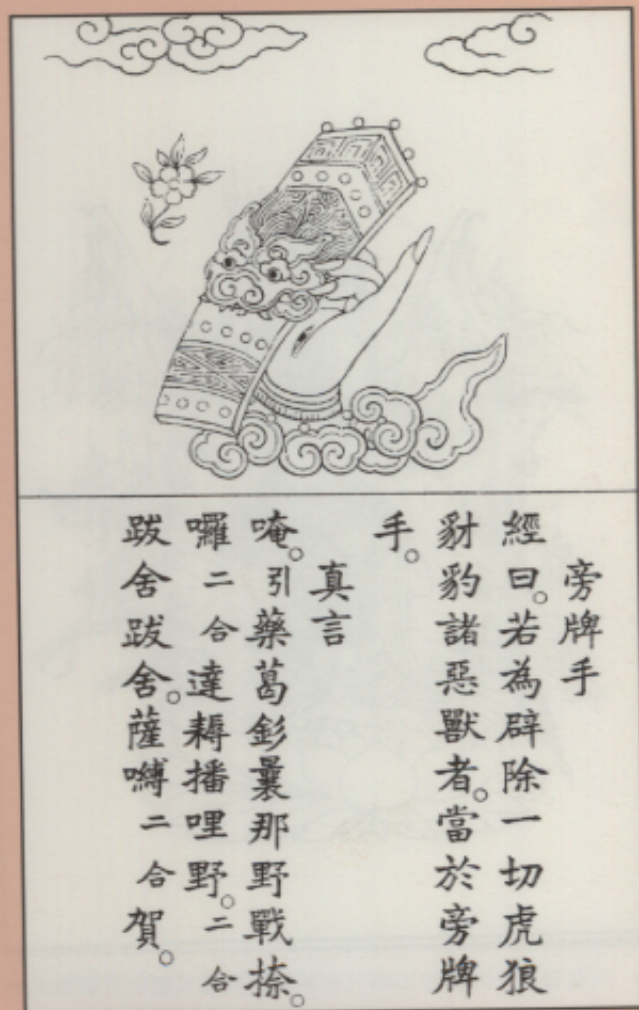 旁牌手
經曰。若為辟除一切虎狼
豺豹諸惡獸者。當於旁牌
手。
真言
唵。引藥葛釤曩那野戰捺。
囉二合達耨播哩野。二合
跋舍跋舍。薩嚩二合賀。